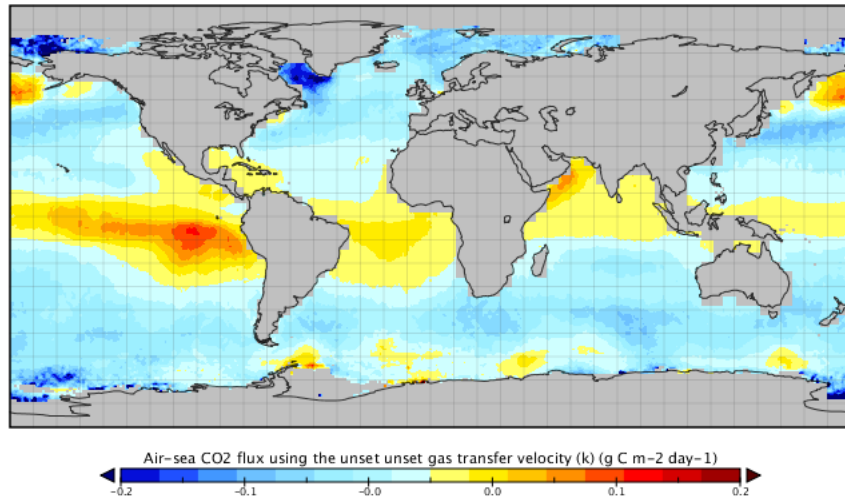 Air-sea CO2 flux using the unset unset gas transfer velocity (k) (g C m-2 day-1)
-0.2 -0.1 -0.0 0.0 0.1 0.2